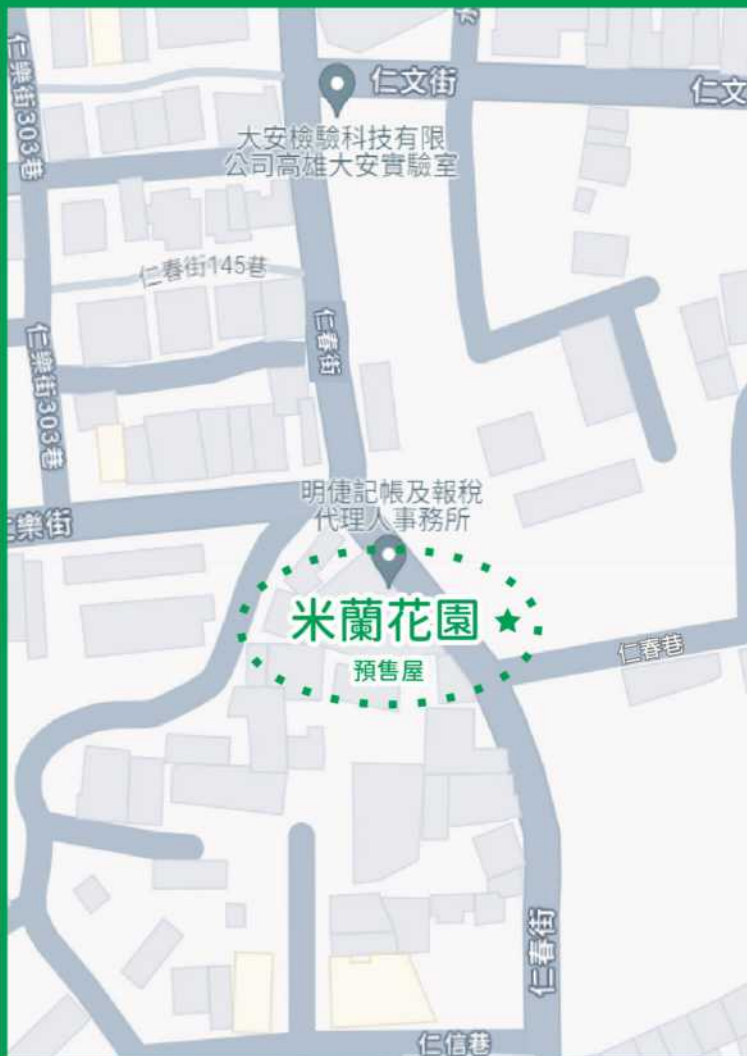 仁文街
仁文
仁樂街303巷
大安檢驗科技有限
公司高雄大安實驗室
仁春街145巷
仁春街
仁樂街303巷
明倢記帳及報稅
代理人事務所
仁樂街
米蘭花園
預售屋
仁春巷
仁春街
仁信巷